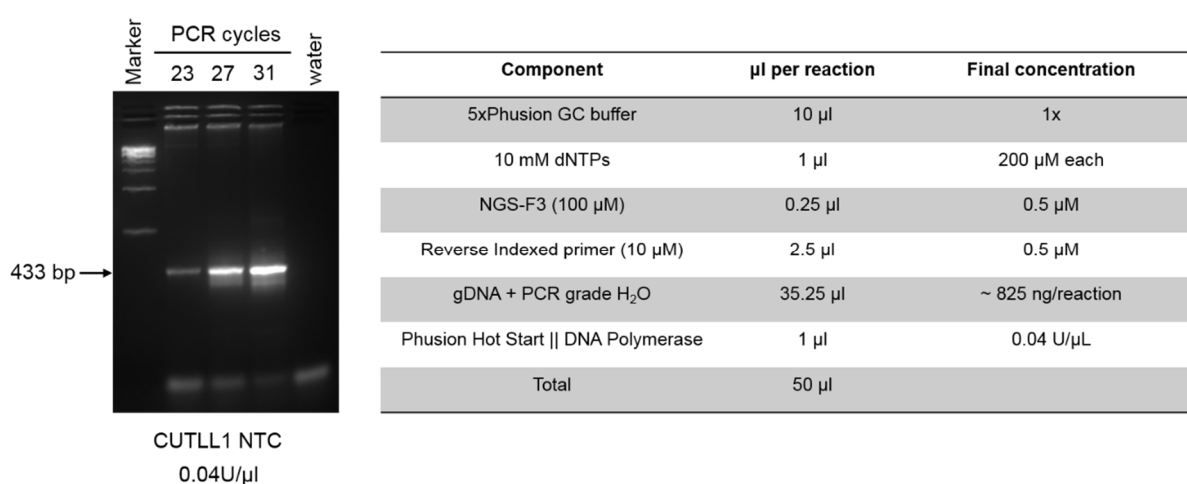 Marker
PCR cycles
23 27 31
water
433 bp
CUTLL1 NTC
0.04U/µl
Component µl per reaction Final concentration
5xPhusion GC buffer 10 µl 1x
10 mM dNTPs 1 µl 200 µM each
NGS-F3 (100 µM) 0.25 µl 0.5 µM
Reverse Indexed primer (10 µM) 2.5 µl 0.5 µM
gDNA + PCR grade H₂O 35.25 µl ~ 825 ng/reaction
Phusion Hot Start || DNA Polymerase 1 µl 0.04 U/µL
Total 50 µl